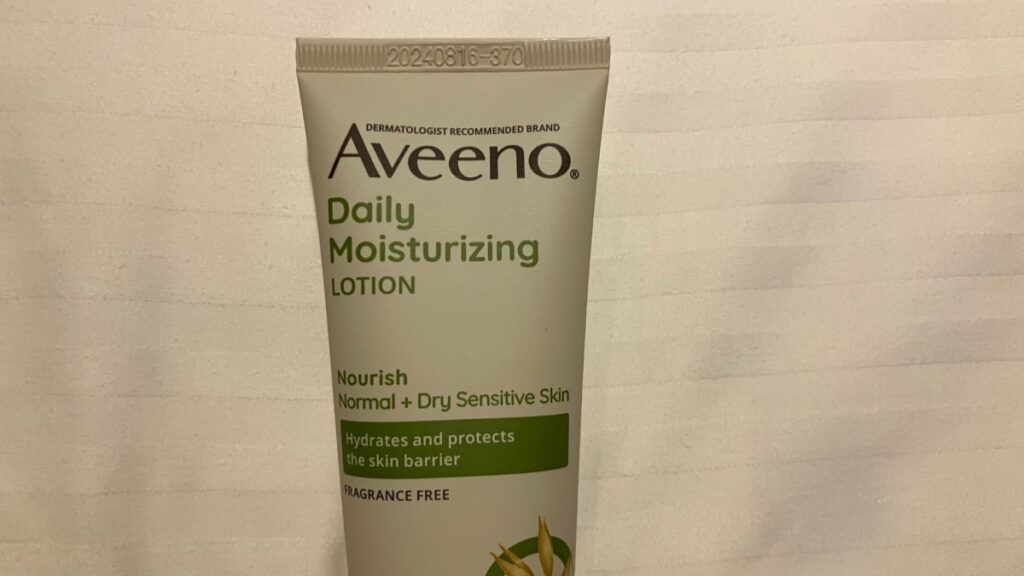 20240816-370
DERMATOLOGIST RECOMMENDED BRAND
Aveeno®
Daily
Moisturizing
LOTION
Nourish
Normal + Dry Sensitive Skin
Hydrates and protects
the skin barrier
FRAGRANCE FREE